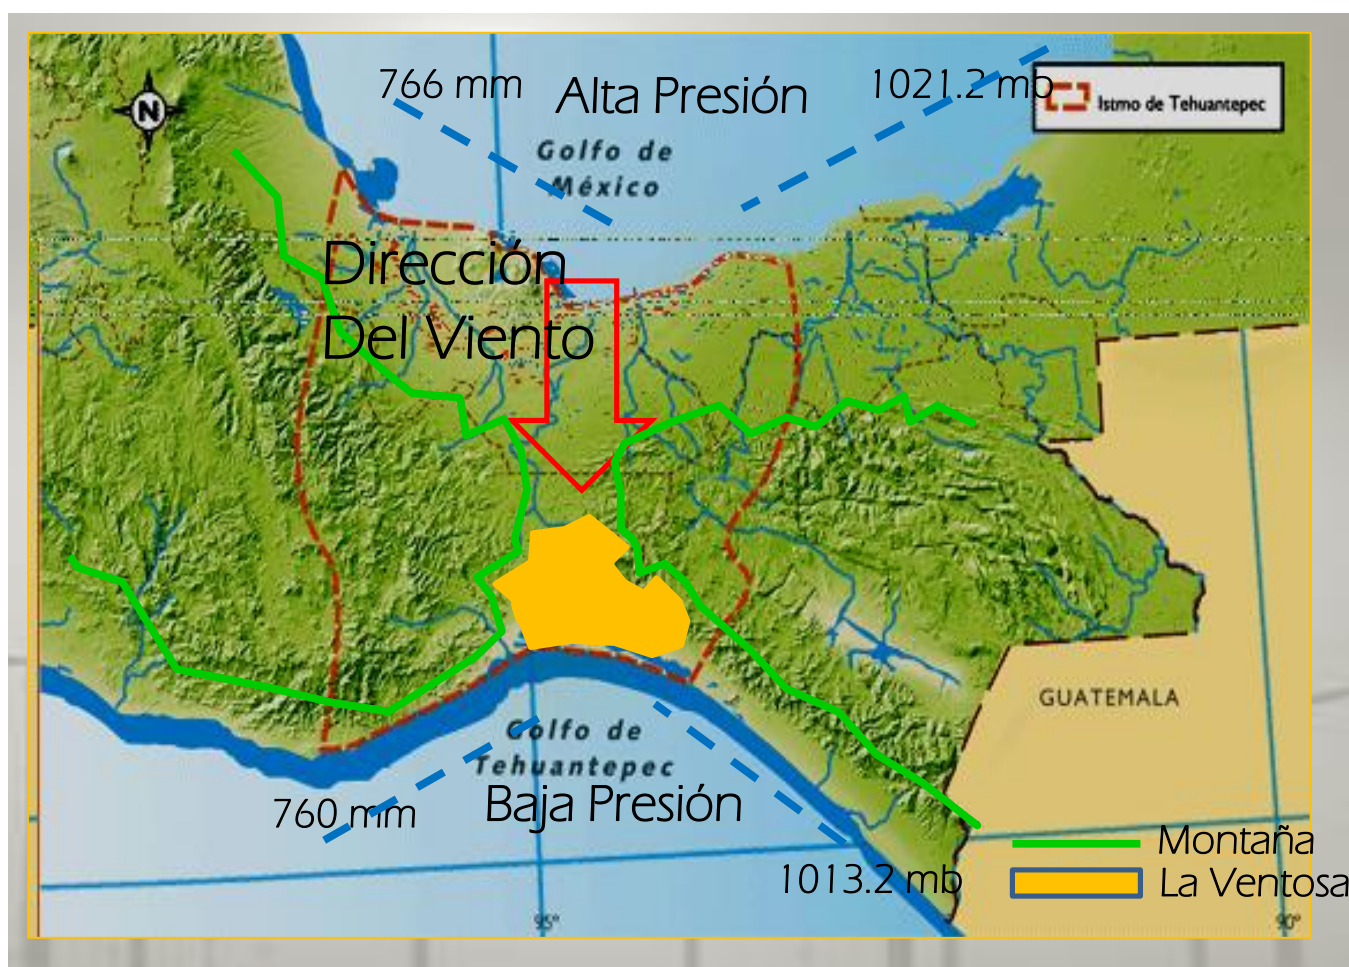 766 mm
Alta Presión
1021.2 mb
N
Istmo de Tehuantepec
Golfo de
México
Dirección
Del Viento
GUATEMALA
Golfo de
Tehuantepec
760 mm
Baja Presión
1013.2 mb
Montaña
La Ventosa
95°
90°